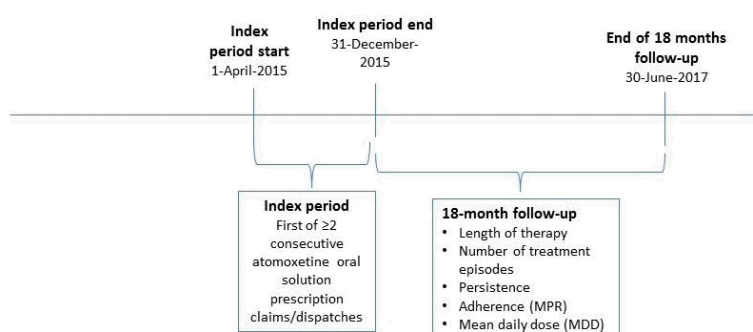 Index
period start
1-April-2015
Index period end
31-December-
2015
End of 18 months
follow-up
30-June-2017
Index period
First of ≥2
consecutive
atomoxetine oral
solution
prescription
claims/dispatches
18-month follow-up
• Length of therapy
• Number of treatment
episodes
• Persistence
• Adherence (MPR)
• Mean daily dose (MDD)